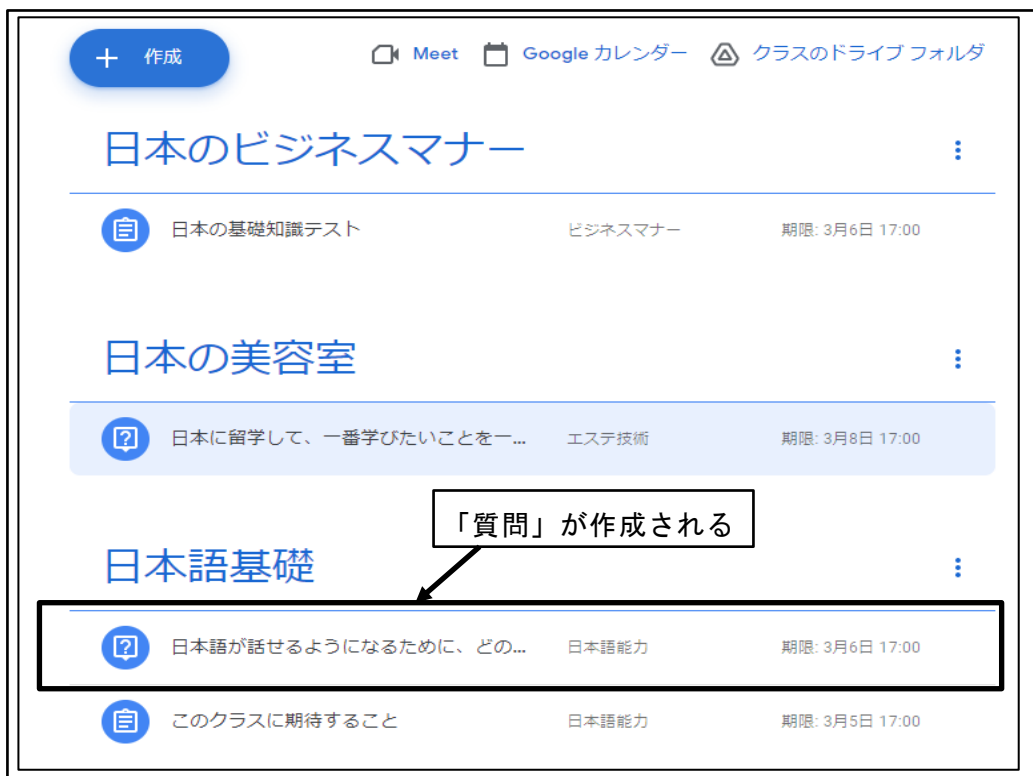 作成
Meet Google カレンダー クラスのドライブ フォルダ
日本のビジネスマナー
日本の基礎知識テスト ビジネスマナー 期限: 3月6日 17:00
日本の美容室
日本に留学して、一番学びたいことを一... エステ技術 期限: 3月8日 17:00
「質問」が作成される
日本語基礎
日本語が話せるようになるために、どの... 日本語能力 期限: 3月6日 17:00
このクラスに期待すること 日本語能力 期限: 3月5日 17:00